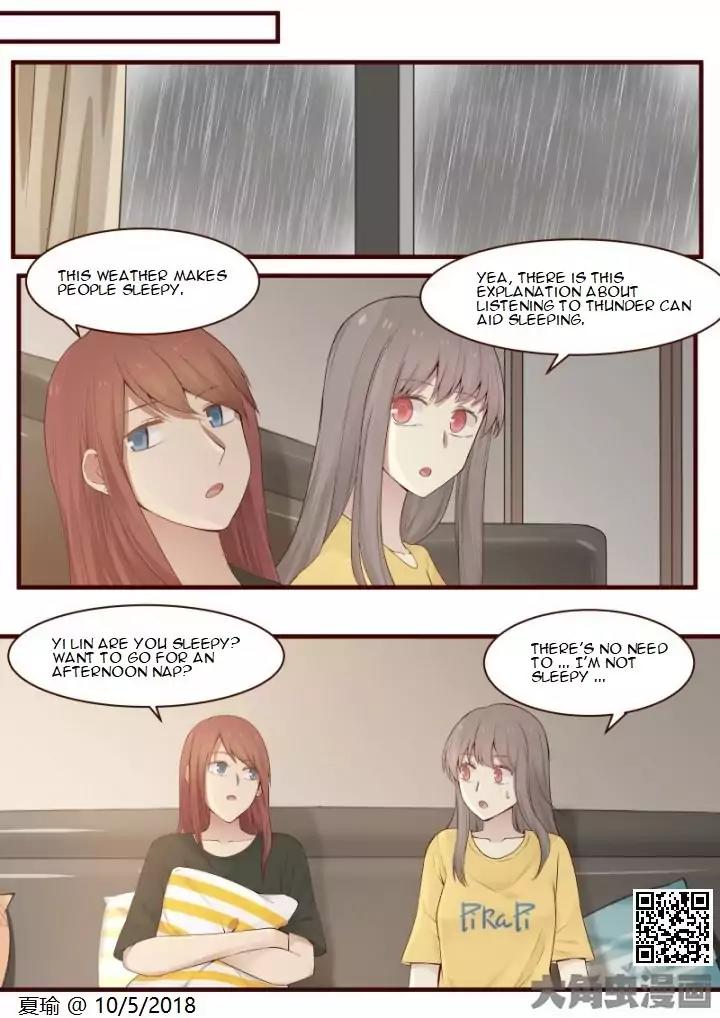 THIS WEATHER MAKES
PEOPLE SLEEPY.
YEA, THERE IS THIS
EXPLANATION ABOUT
LISTENING TO THUNDER CAN
AID SLEEPING.
YI LIN ARE YOU SLEEPY?
WANT TO GO FOR AN
AFTERNOON NAP?
THERE'S NO NEED
TO ... I'M NOT
SLEEPY ...
PiRaPi
大角虫漫画
夏瑜 @ 10/5/2018